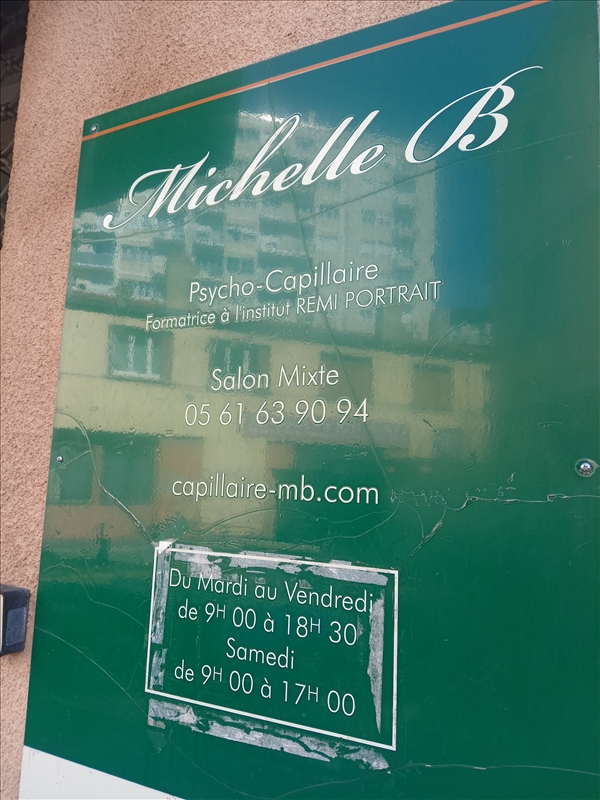 Michelle B
Psycho-Capillaire
Formatrice à l'institut REMI PORTRAIT
Salon Mixte
05 61 63 90 94
capillaire-mb.com
Du Mardi au Vendredi
de 9H 00 à 18H 30
Samedi
de 9H 00 à 17H 00